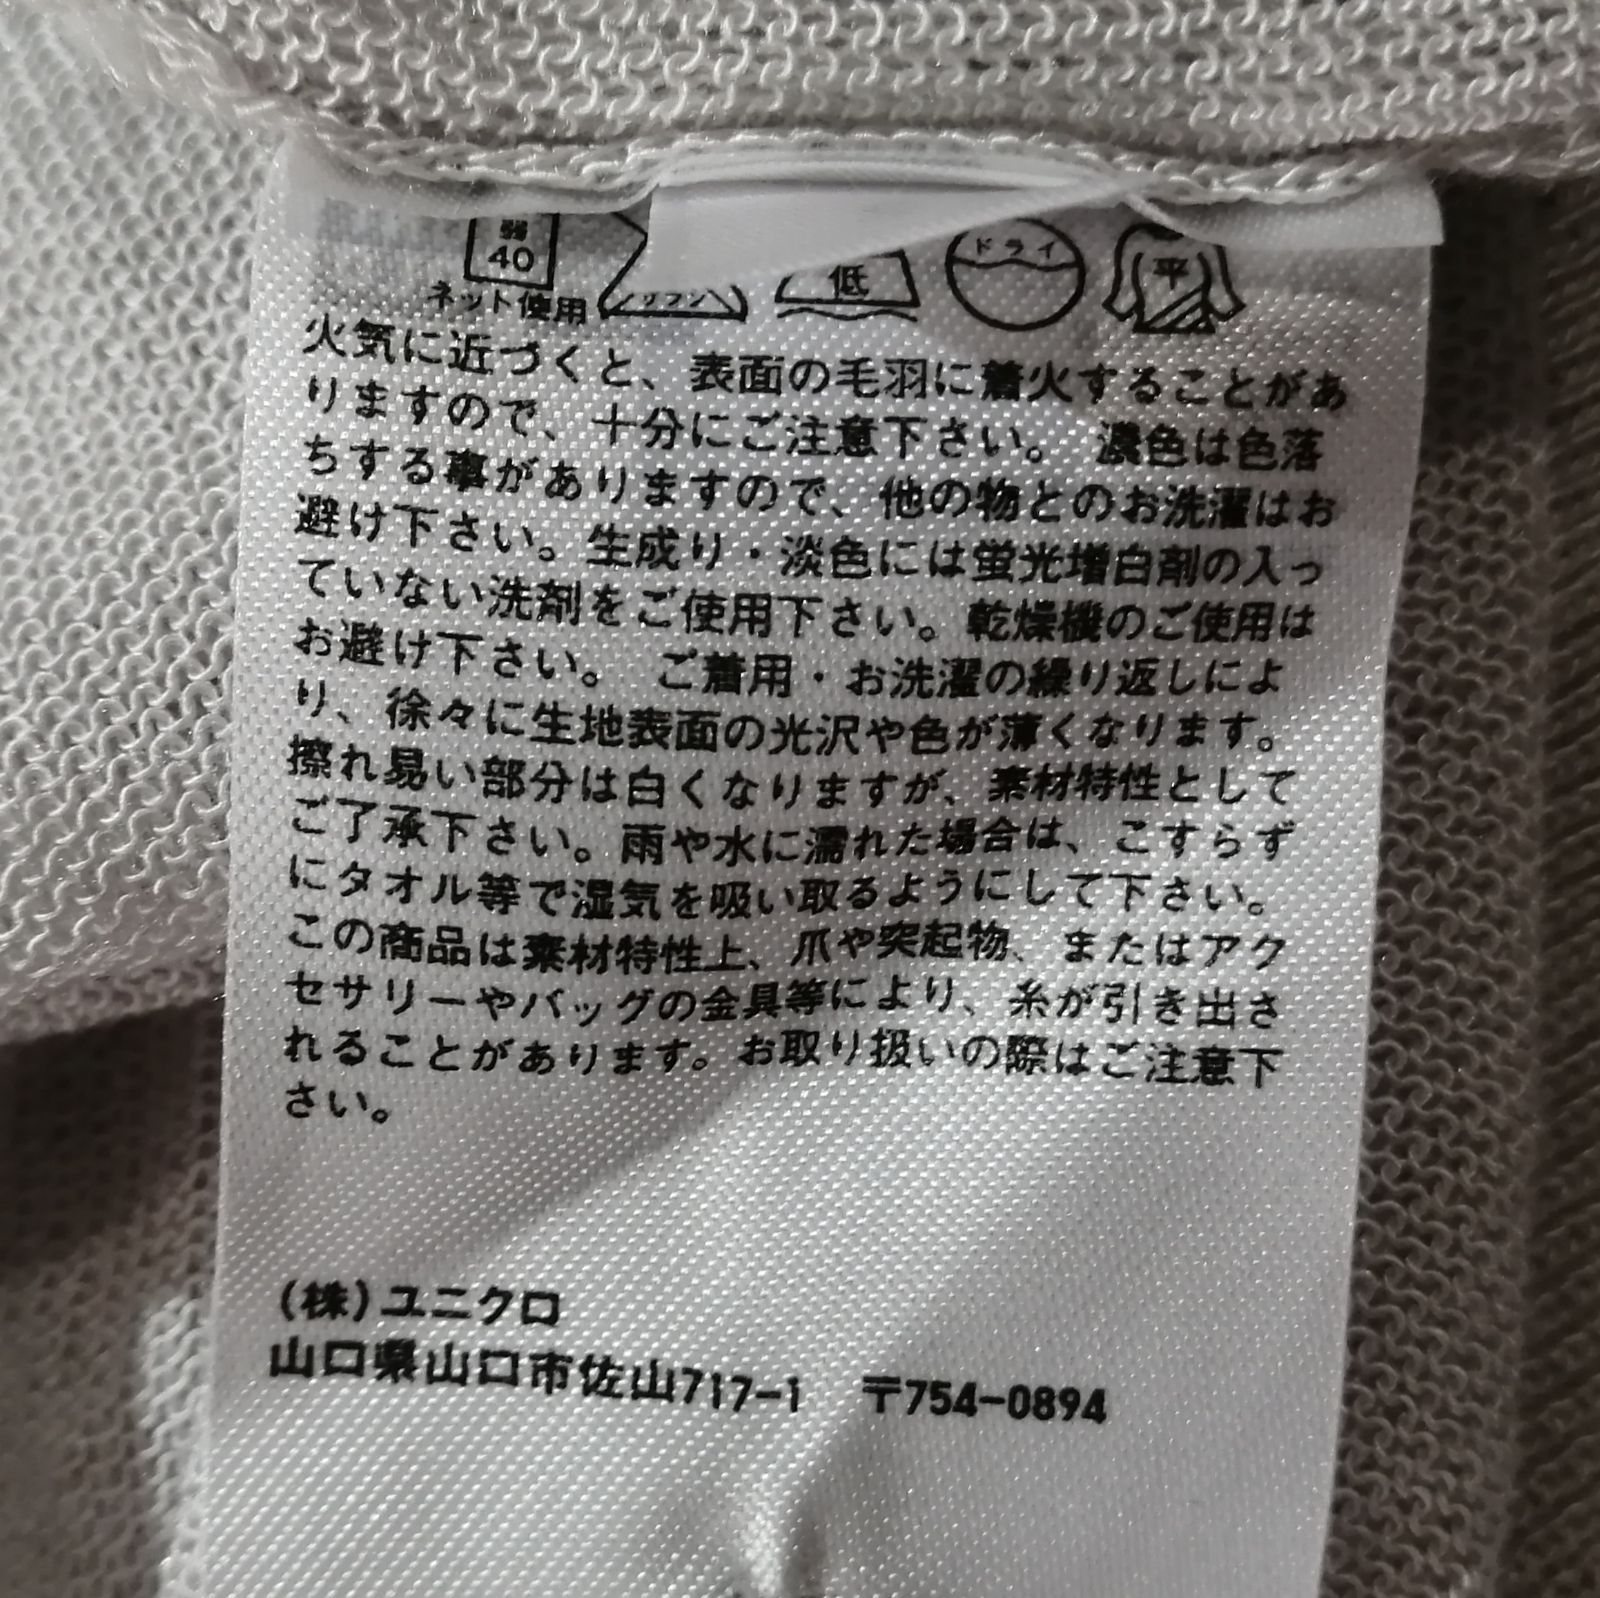 弱 40
ネット使用
低
ドライ
平
火気に近づくと、表面の毛羽に着火することがあ
りますので、十分にご注意下さい。 濃色は色落
ちする事がありますので、他の物とのお洗濯はお
避け下さい。生成り・淡色には蛍光増白剤の入っ
ていない洗剤をご使用下さい。乾燥機のご使用は
お避け下さい。 ご着用・お洗濯の繰り返しによ
り、徐々に生地表面の光沢や色が薄くなります。
擦れ易い部分は白くなりますが、素材特性として
ご了承下さい。雨や水に濡れた場合は、こすらず
にタオル等で湿気を吸い取るようにして下さい。
この商品は素材特性上、爪や突起物、またはアク
セサリーやバッグの金具等により、糸が引き出さ
れることがあります。お取り扱いの際はご注意下
さい。
(株)ユニクロ
山口県山口市佐山717-1 〒754-0894